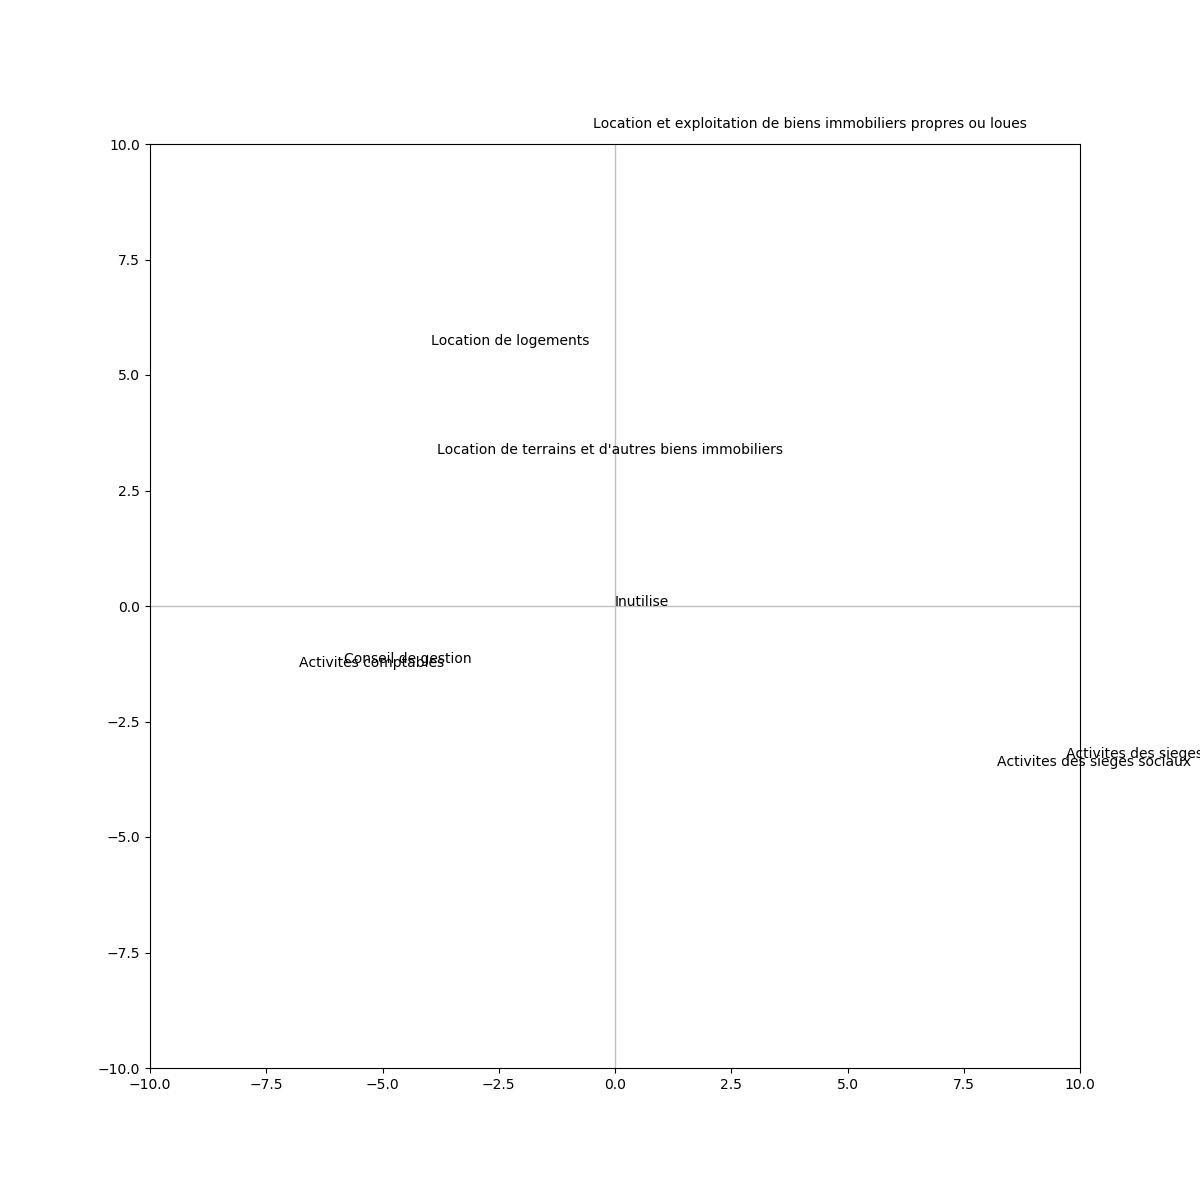 Location et exploitation de biens immobiliers propres ou loues
10.0
7.5
Location de logements
5.0
Location de terrains et d'autres biens immobiliers
2.5
Inutilise
0.0
Conseil de gestion
Activites comptables
−2.5
Activites des sieges
Activites des sieges sociaux
−5.0
−7.5
−10.0
−10.0 −7.5 −5.0 −2.5 0.0 2.5 5.0 7.5 10.0